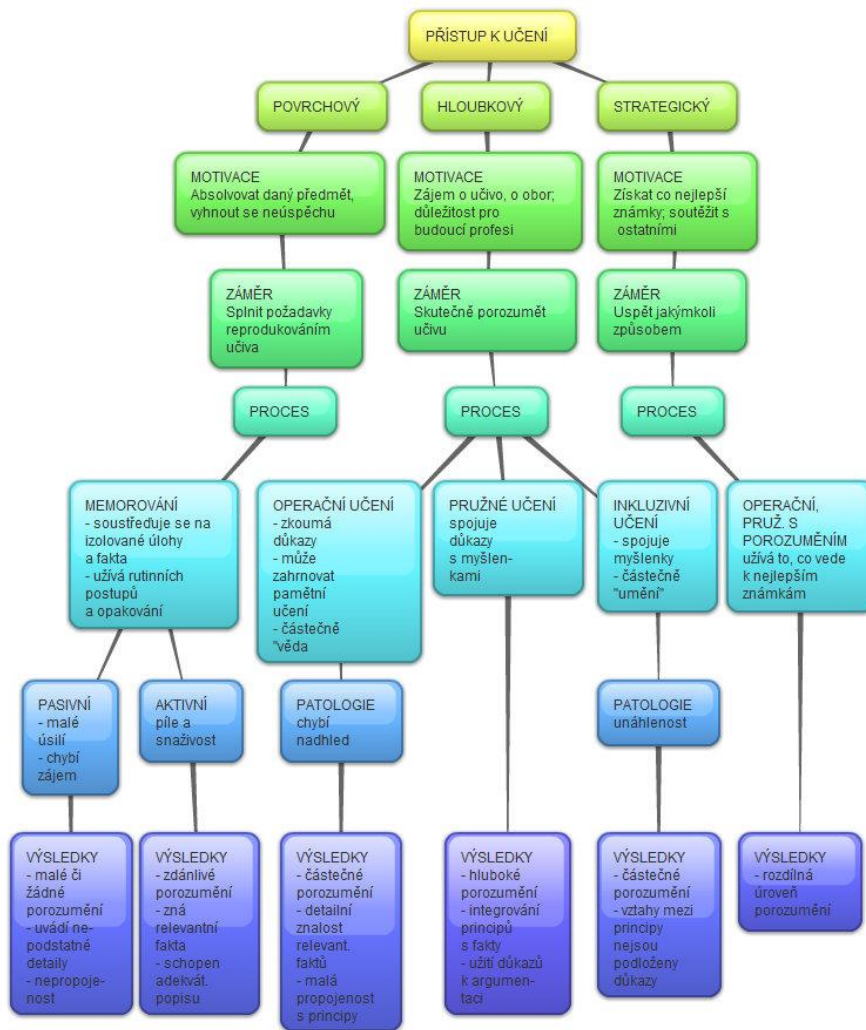 PŘÍSTUP K UČENÍ
POVRCHOVÝ
HLOUBKOVÝ
STRATEGICKÝ
MOTIVACE
Absolvovat daný předmět,
vyhnout se neúspěchu
MOTIVACE
Zájem o učivo, o obor;
důležitost pro
budoucí profesi
MOTIVACE
Získat co nejlepší
známky; soutěžit s
ostatními
ZÁMĚR
Splnit požadavky
reprodukováním
učiva
ZÁMĚR
Skutečně porozumět
učivu
ZÁMĚR
Uspět jakýmkoli
způsobem
PROCES
PROCES
PROCES
MEMOROVÁNÍ
- soustřeďuje se na
izolované úlohy
a fakta
- užívá rutinních
postupů
a opakování
OPERAČNÍ UČENÍ
- zkoumá
důkazy
- může
zahrnovat
pamětní
učení
- částečně
"věda
PRUŽNÉ UČENÍ
spojuje
důkazy
s myšlen-
kami
INKLUZIVNÍ
UČENÍ
- spojuje
myšlenky
- částečně
"umění"
OPERAČNÍ,
PRUŽ. S
POROZUMĚNÍM
užívá to, co vede
k nejlepším
známkám
PASIVNÍ
- malé
úsilí
- chybí
zájem
AKTIVNÍ
píle a
snaživost
PATOLOGIE
chybí
nadhled
PATOLOGIE
unáhlenost
VÝSLEDKY
- malé či
žádné
porozumění
- uvádí ne-
podstatné
detaily
- nepropoje-
nost
VÝSLEDKY
- zdánlivé
porozumění
- zná
relevantní
fakta
- schopen
adekvát.
popisu
VÝSLEDKY
- částečné
porozumění
- detailní
znalost
relevant.
faktů
- malá
propojenost
s principy
VÝSLEDKY
- hluboké
porozumění
- integrování
principů
s fakty
- užití důkazů
k argumen-
taci
VÝSLEDKY
- částečné
porozumění
- vztahy mezi
principy
nejsou
podloženy
důkazy
VÝSLEDKY
- rozdílná
úroveň
porozumění